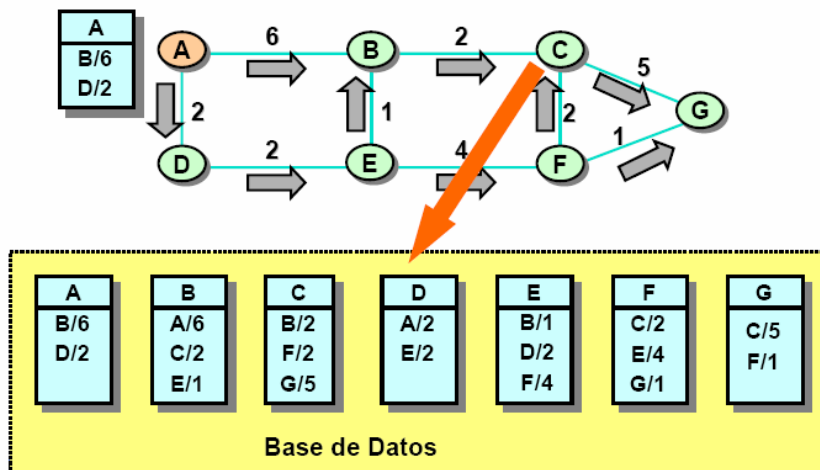 A
B/6
D/2
A 6 B 2 C 5 G
2 1 2 1
D 2 E 4 F
A B C D E F G
B/6 A/6 B/2 A/2 B/1 C/2 C/5
D/2 C/2 F/2 E/2 D/2 E/4 F/1
E/1 G/5 F/4 G/1
Base de Datos